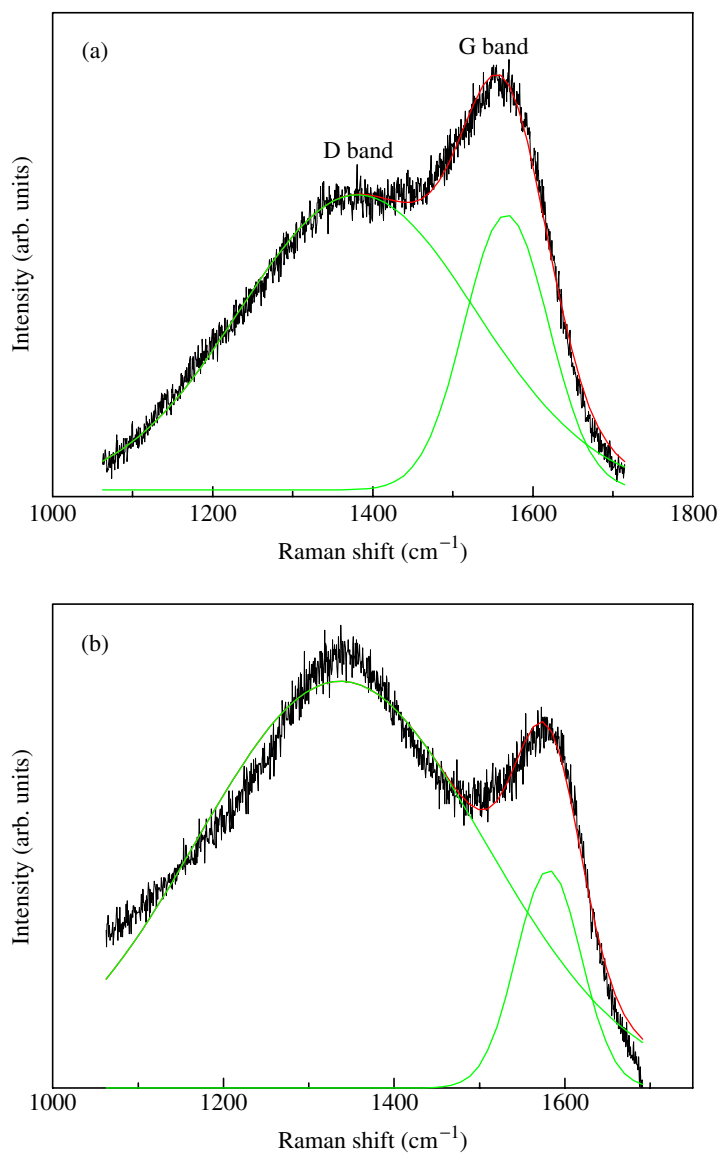 (a)
G band
D band
Intensity (arb. units)
1000 1200 1400 1600 1800
Raman shift (cm⁻¹)
(b)
Intensity (arb. units)
1000 1200 1400 1600
Raman shift (cm⁻¹)